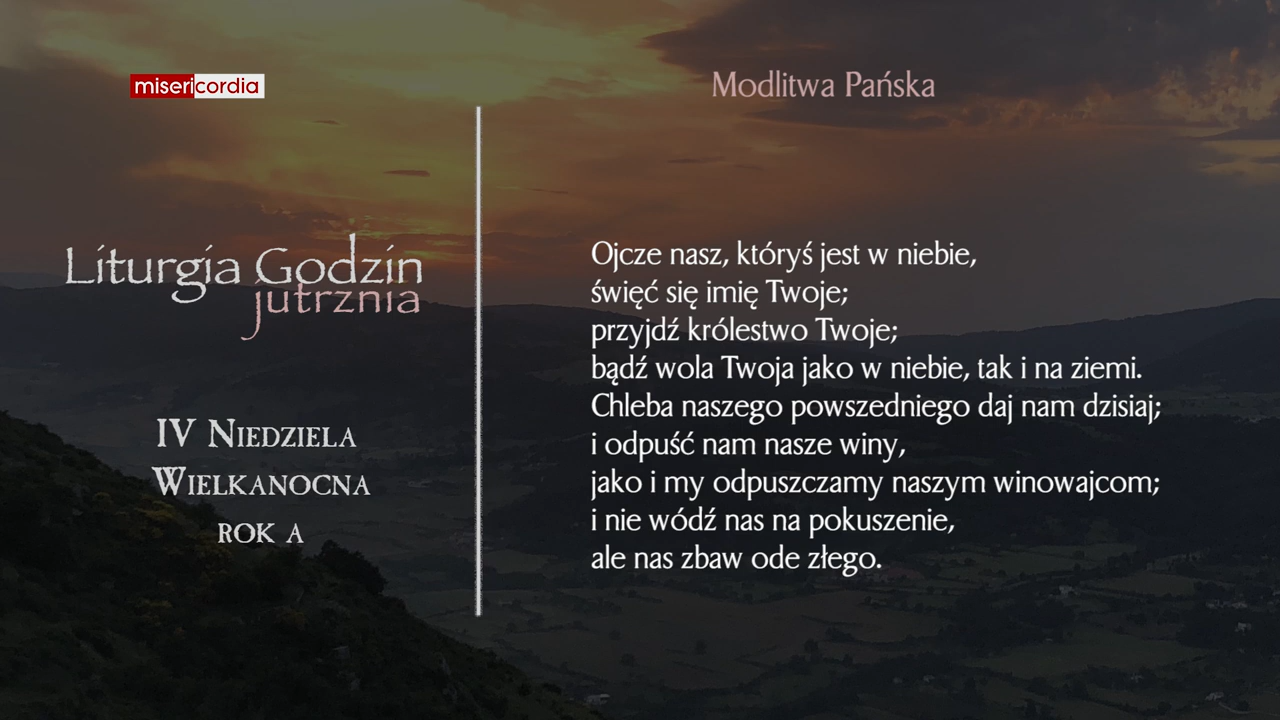 misericordia
Liturgia Godzin
jutrznia
IV Niedziela
Wielkanocna
rok A
Modlitwa Pańska
Ojcze nasz, któryś jest w niebie,
święć się imię Twoje;
przyjdź królestwo Twoje;
bądź wola Twoja jako w niebie, tak i na ziemi.
Chleba naszego powszedniego daj nam dzisiaj;
i odpuść nam nasze winy,
jako i my odpuszczamy naszym winowajcom;
i nie wódź nas na pokuszenie,
ale nas zbaw ode złego.